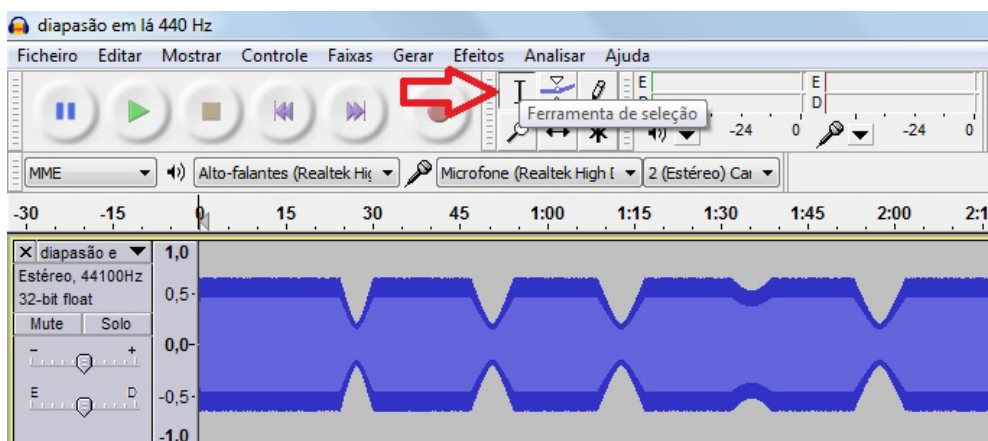 diapasão em lá 440 Hz
Ficheiro Editar Mostrar Controle Faixas Gerar Efeitos Analisar Ajuda
E
D
E
D
Ferramenta de seleção
-24 0
-24 0
MME
Alto-falantes (Realtek Hig
Microfone (Realtek High
2 (Estéreo) Car
-30 -15 0 15 30 45 1:00 1:15 1:30 1:45 2:00 2:1
diapasão e
Estéreo, 44100Hz
32-bit float
Mute Solo
- +
E D
1,0
0,5
0,0
-0,5
-1,0